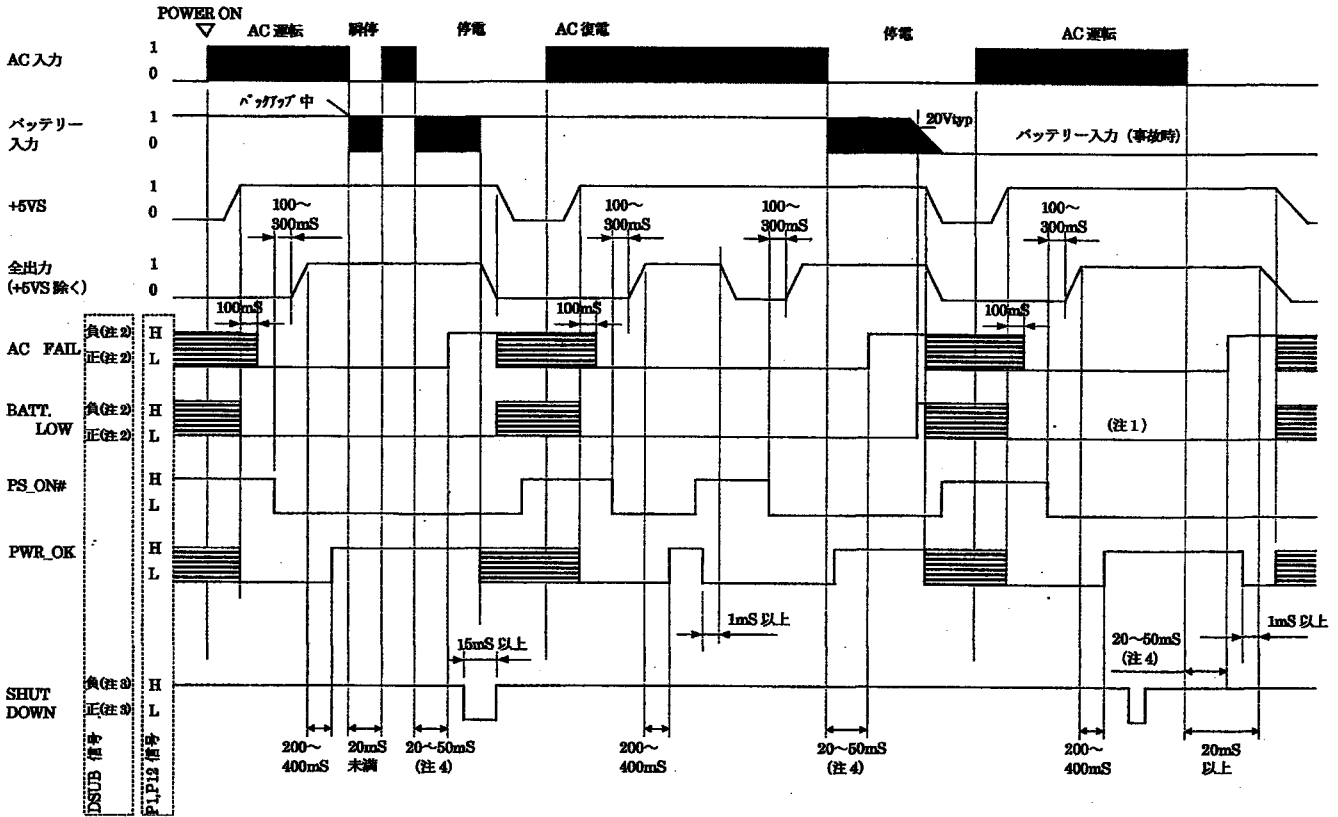 POWER ON
AC 運転 瞬停 停電 AC 復電 停電 AC 運転
AC 入力 1
0
バックアップ 中
バッテリー 1
入力 0
20Vtyp
バッテリー入力 (事故時)
+5VS 1
0
100～ 100～ 100～ 100～
300mS 300mS 300mS 300mS
全出力 1
(+5VS 除く) 0
100mS 100mS 100mS
AC FAIL 負(注2) H
正(注2) L
BATT. 負(注2) H
LOW 正(注2) L
(注1)
PS_ON# H
L
PWR_OK H
L
1mS 以上 1mS 以上
15mS 以上 20～50mS
(注4)
SHUT 負(注3) H
DOWN 正(注3) L
DSUB 信号 P1,P12 信号
200～ 20mS 20～50mS 200～ 20～50mS 200～ 20mS
400mS 未満 (注4) 400mS (注4) 400mS 以上